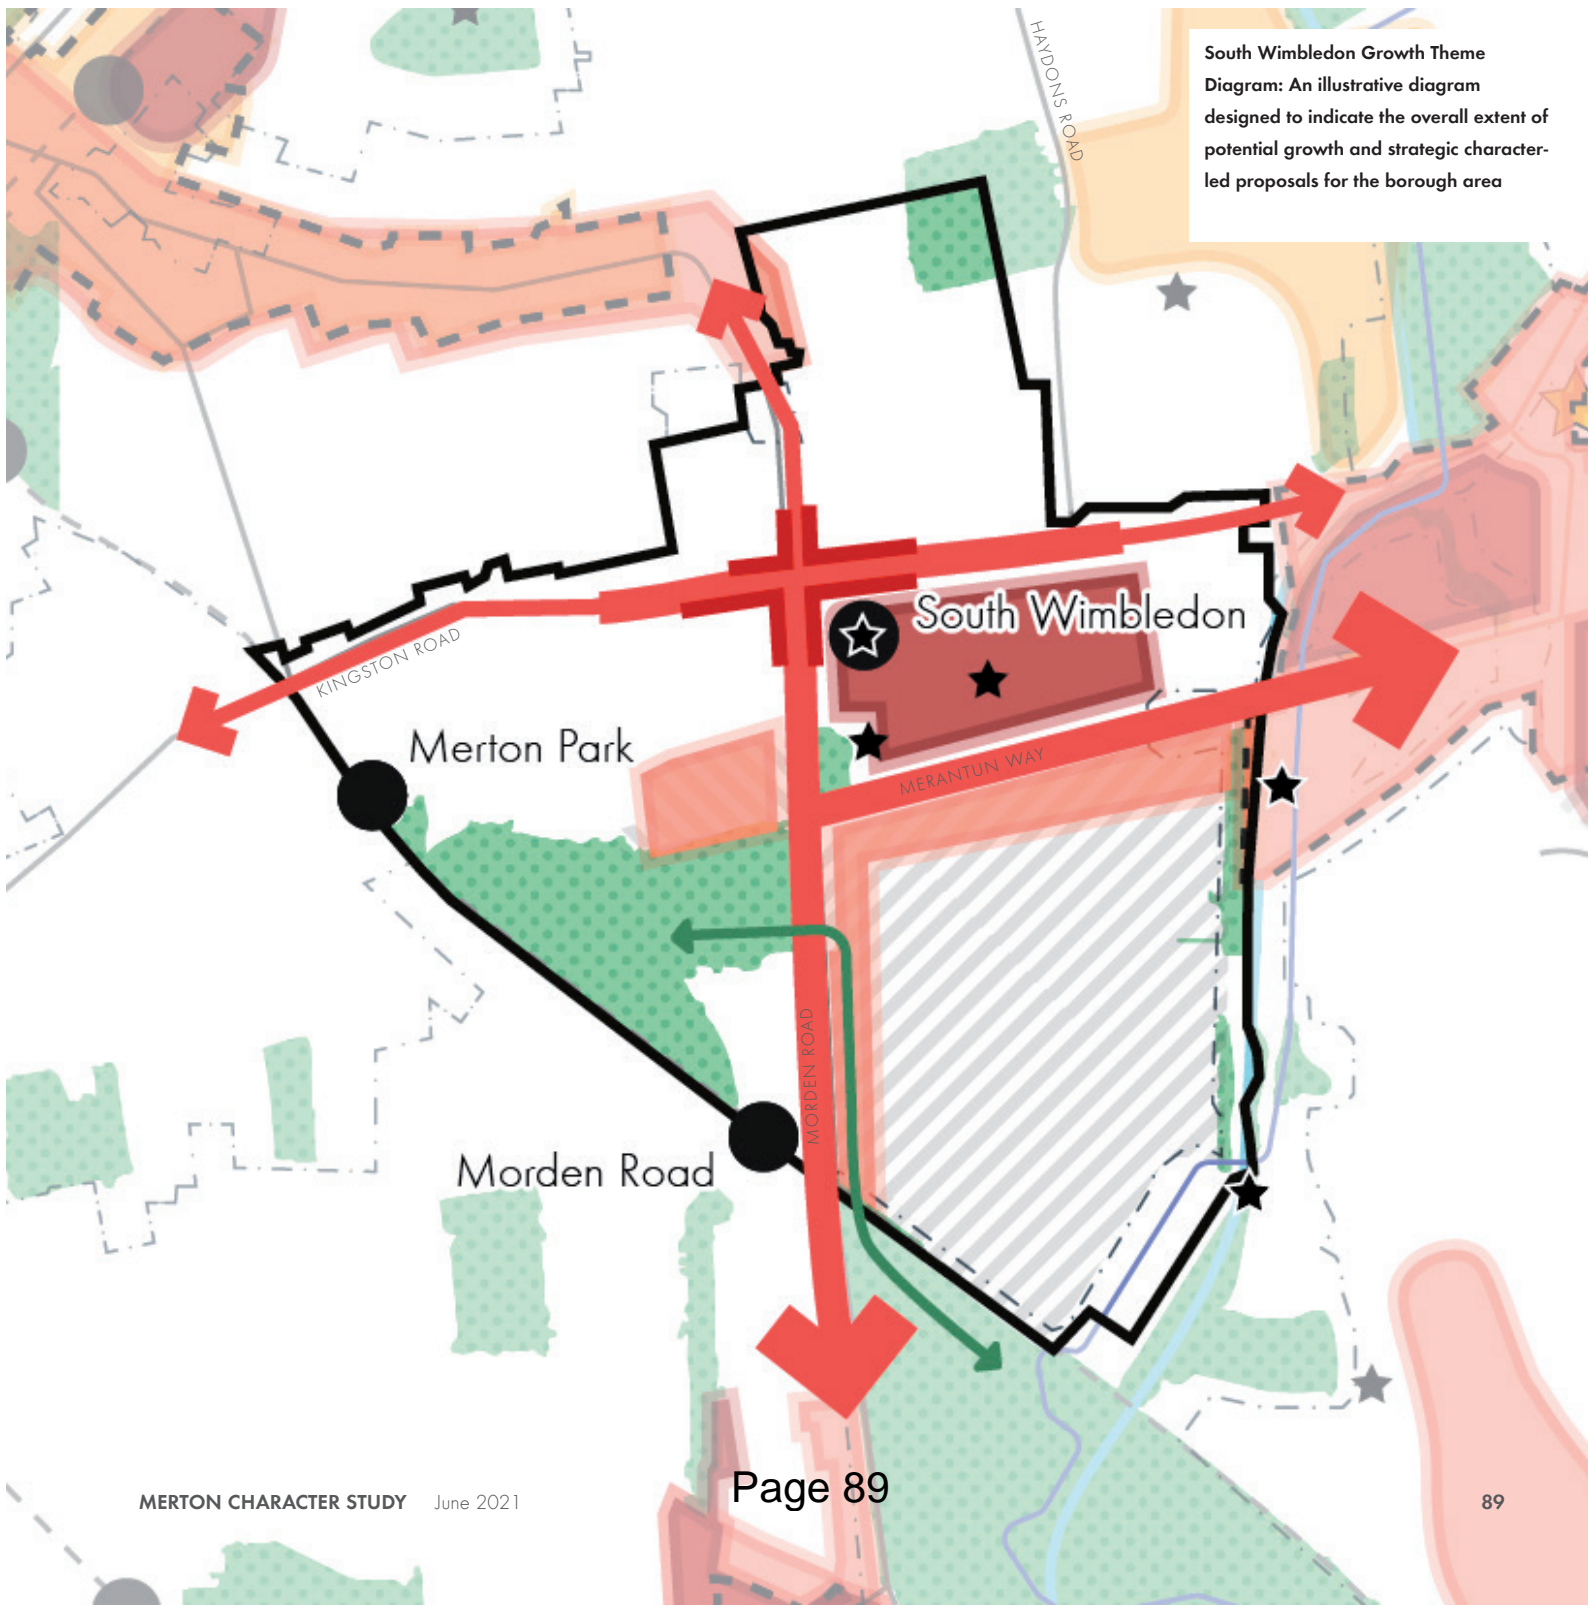 HAYDONS ROAD
South Wimbledon Growth Theme
Diagram: An illustrative diagram
designed to indicate the overall extent of
potential growth and strategic character-
led proposals for the borough area
South Wimbledon
KINGSTON ROAD
Merton Park
MERANTUN WAY
MORDEN ROAD
Morden Road
Page 89
MERTON CHARACTER STUDY June 2021
89